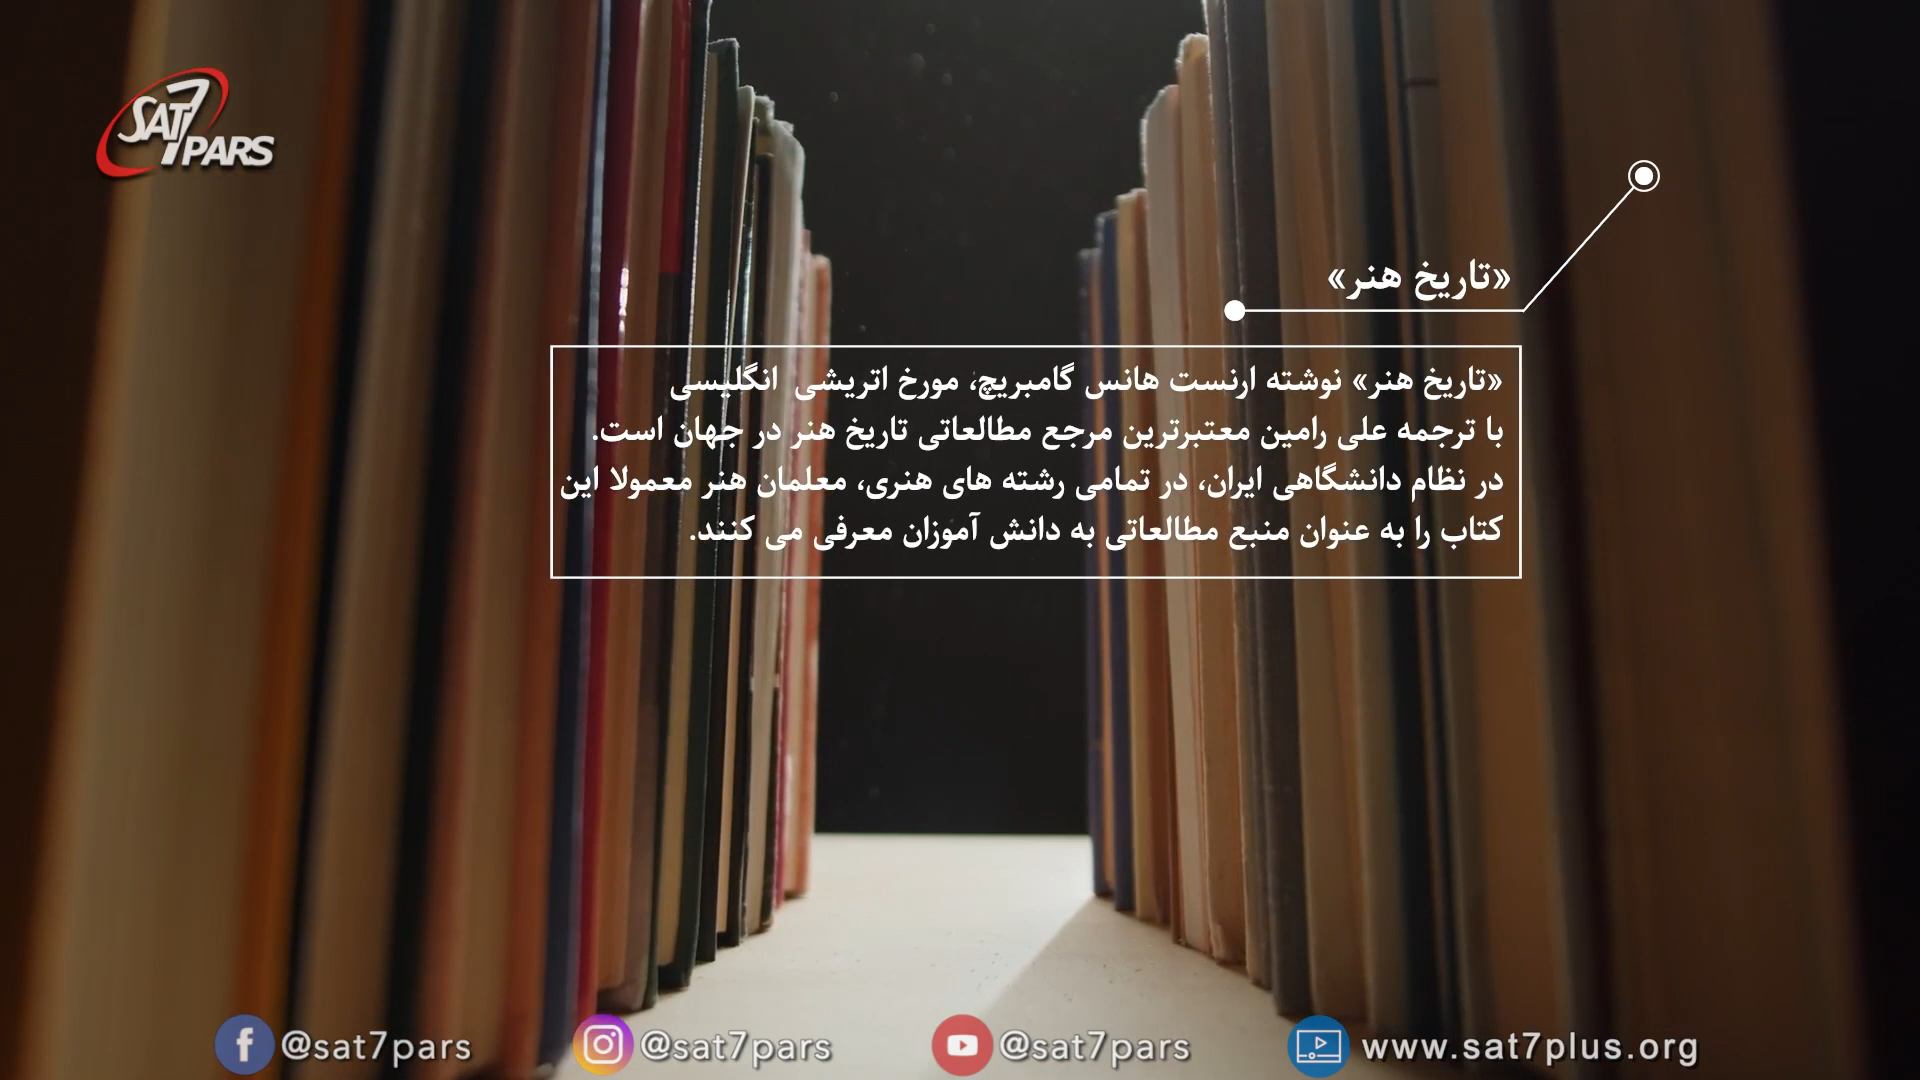 SAT7
PARS
«تاریخ هنر»
«تاریخ هنر» نوشته ارنست هانس گامبریچ، مورخ اتریشی انگلیسی
با ترجمه علی رامین معتبرترین مرجع مطالعاتی تاریخ هنر در جهان است.
در نظام دانشگاهی ایران، در تمامی رشته های هنری، معلمان هنر معمولا این
کتاب را به عنوان منبع مطالعاتی به دانش آموزان معرفی می کنند.
@sat7pars @sat7pars @sat7pars www.sat7plus.org